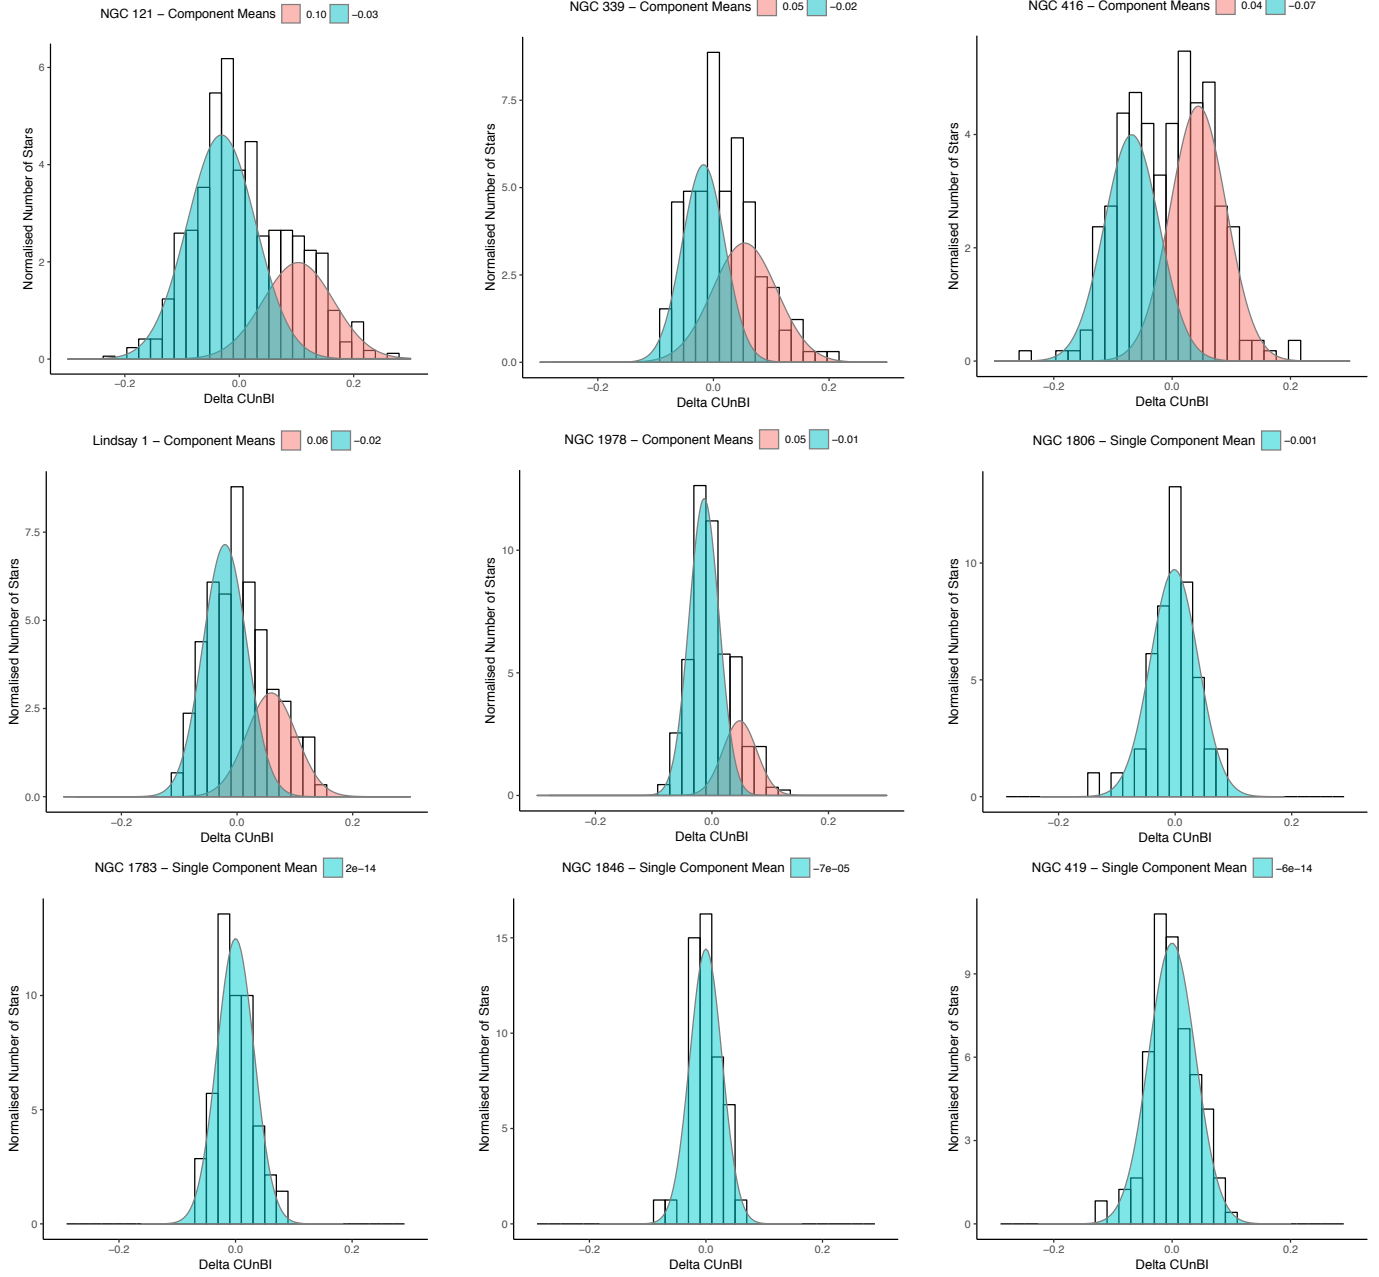 NGC 121 – Component Means 0.10 −0.03
Normalised Number of Stars
6
4
2
0
−0.2 0.0 0.2
Delta CUnBI
NGC 339 – Component Means 0.05 −0.02
Normalised Number of Stars
7.5
5.0
2.5
0.0
−0.2 0.0 0.2
Delta CUnBI
NGC 416 – Component Means 0.04 −0.07
Normalised Number of Stars
4
2
0
−0.2 0.0 0.2
Delta CUnBI
Lindsay 1 – Component Means 0.06 −0.02
Normalised Number of Stars
7.5
5.0
2.5
0.0
−0.2 0.0 0.2
Delta CUnBI
NGC 1978 – Component Means 0.05 −0.01
Normalised Number of Stars
10
5
0
−0.2 0.0 0.2
Delta CUnBI
NGC 1806 – Single Component Mean −0.001
Normalised Number of Stars
10
5
0
−0.2 0.0 0.2
Delta CUnBI
NGC 1783 – Single Component Mean 2e−14
Normalised Number of Stars
10
5
0
−0.2 0.0 0.2
Delta CUnBI
NGC 1846 – Single Component Mean −7e−05
Normalised Number of Stars
15
10
5
0
−0.2 0.0 0.2
Delta CUnBI
NGC 419 – Single Component Mean −6e−14
Normalised Number of Stars
9
6
3
0
−0.2 0.0 0.2
Delta CUnBI